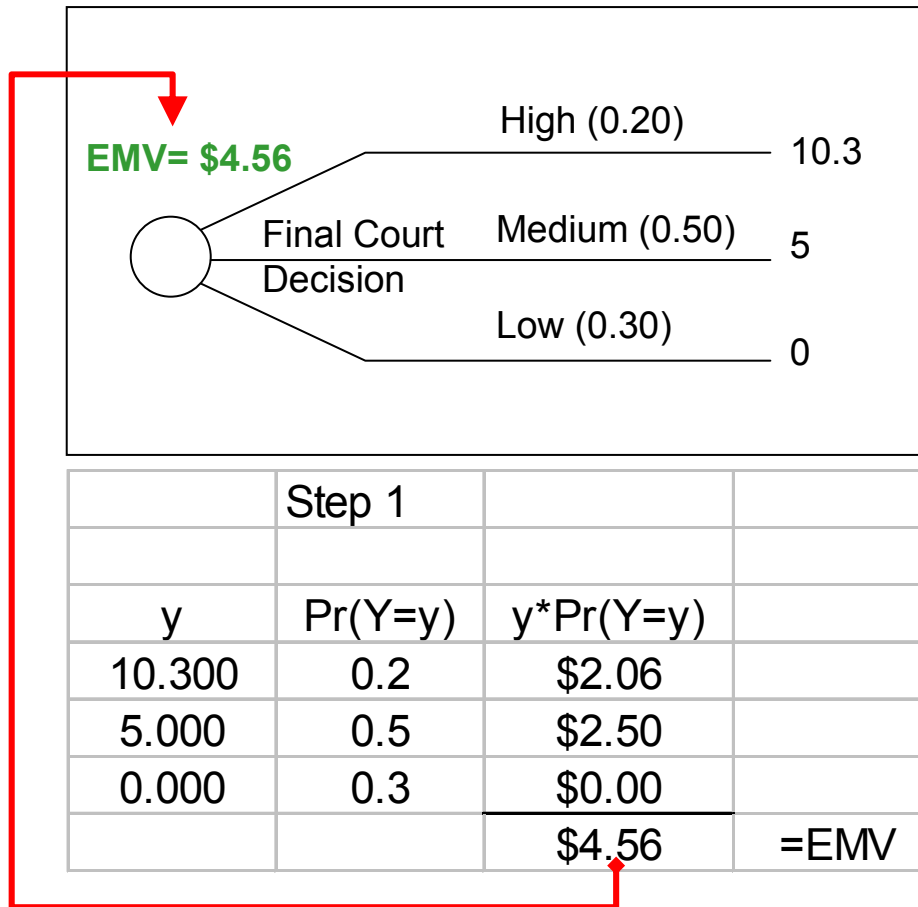 High (0.20)
EMV= $4.56
10.3
Final Court
Decision
Medium (0.50)
5
Low (0.30)
0
Step 1
y Pr(Y=y) y*Pr(Y=y)
10.300 0.2 $2.06
5.000 0.5 $2.50
0.000 0.3 $0.00
$4.56 =EMV